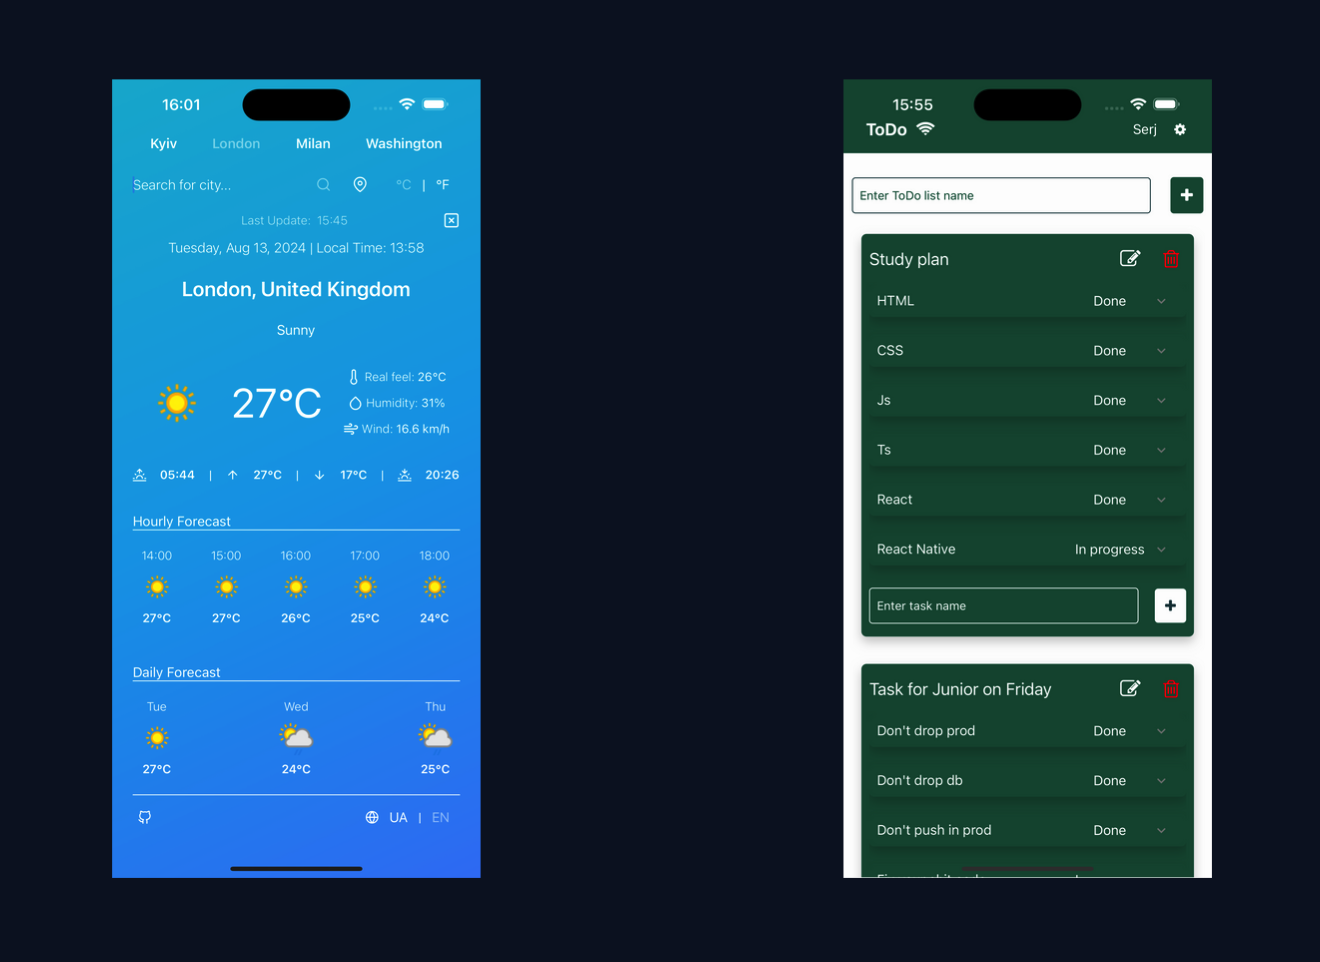 16:01
Kyiv London Milan Washington
Search for city... °C | °F
Last Update: 15:45
Tuesday, Aug 13, 2024 | Local Time: 13:58
London, United Kingdom
Sunny
27°C
Real feel: 26°C
Humidity: 31%
Wind: 16.6 km/h
05:44 | 27°C | 17°C | 20:26
Hourly Forecast
14:00 15:00 16:00 17:00 18:00
27°C 27°C 26°C 25°C 24°C
Daily Forecast
Tue Wed Thu
27°C 24°C 25°C
UA | EN
15:55
ToDo Serj
Enter ToDo list name
Study plan
HTML Done
CSS Done
Js Done
Ts Done
React Done
React Native In progress
Enter task name
Task for Junior on Friday
Don't drop prod Done
Don't drop db Done
Don't push in prod Done